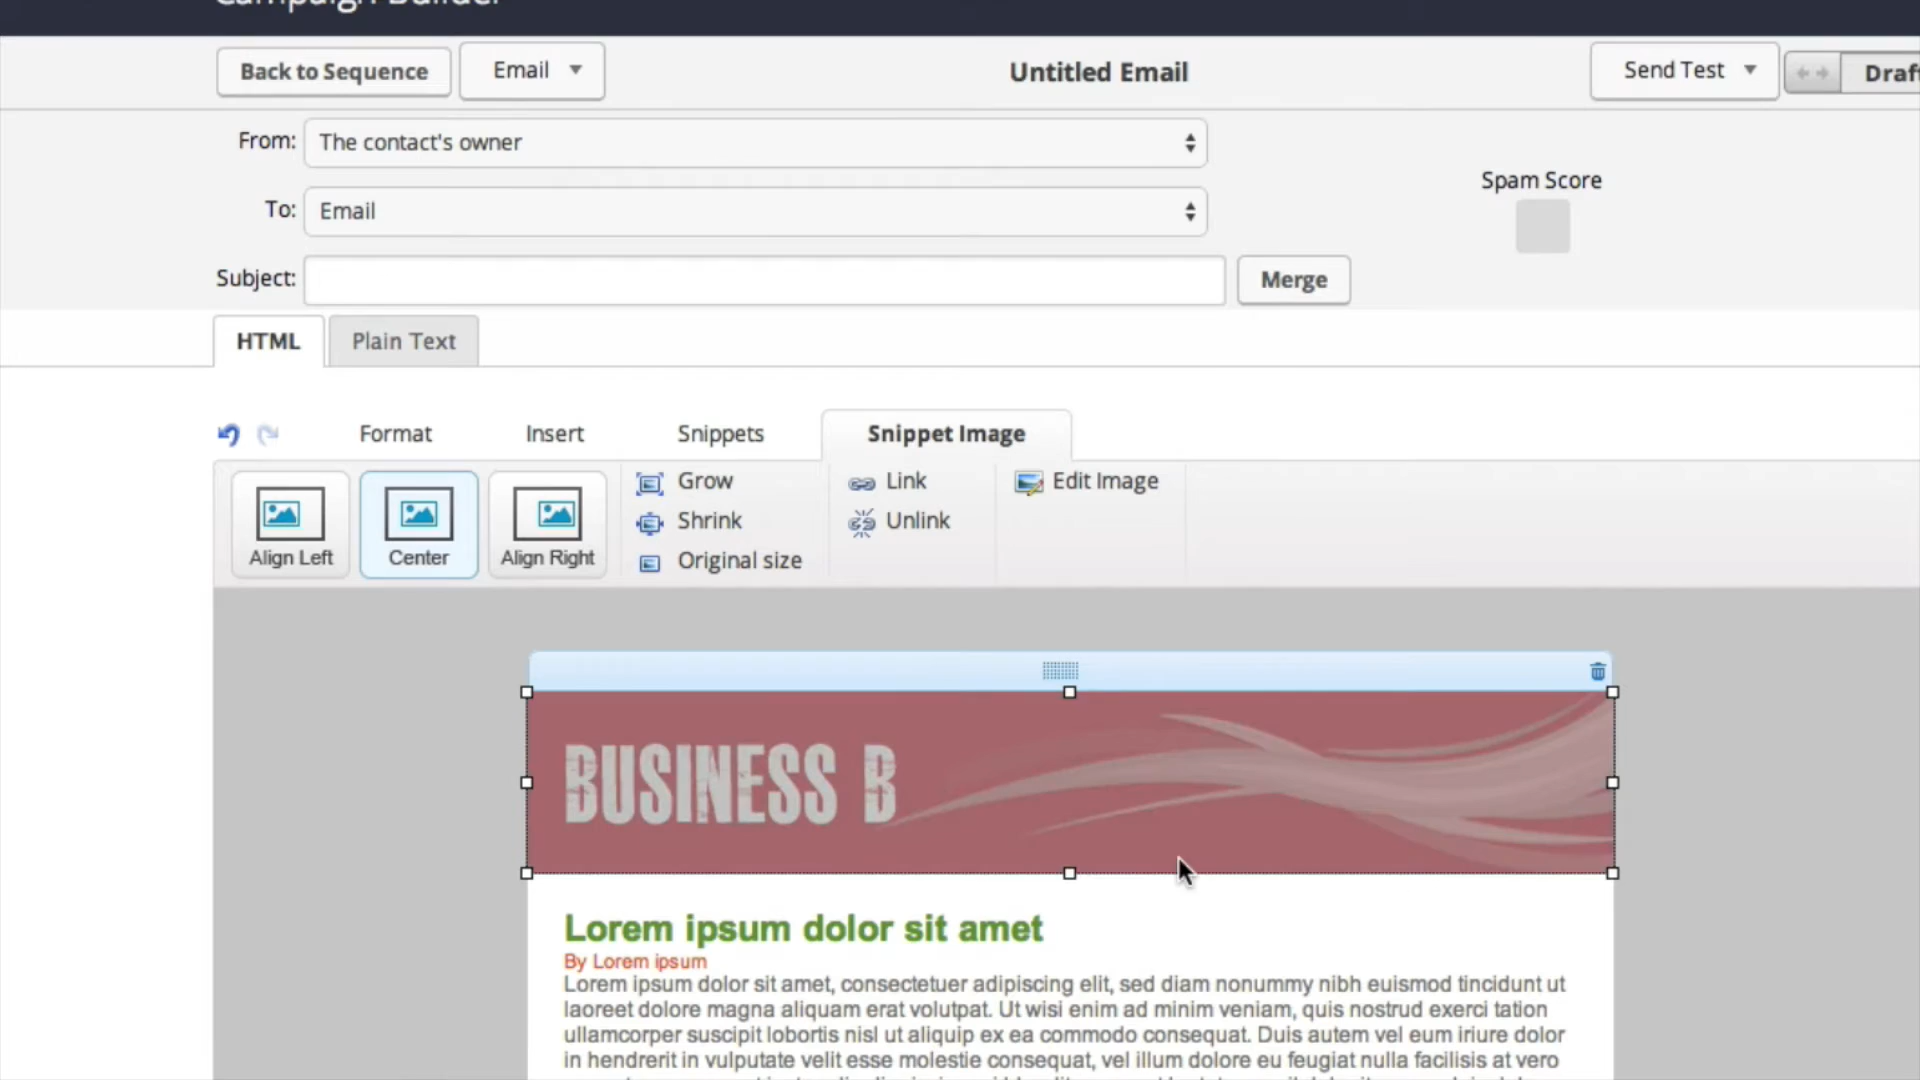 Campaign Builder
Back to Sequence
Email
Untitled Email
Send Test
Draft
From:
The contact's owner
Spam Score
To:
Email
Subject:
Merge
HTML
Plain Text
Format
Insert
Snippets
Snippet Image
Align Left
Center
Align Right
Grow
Shrink
Original size
Link
Unlink
Edit Image
BUSINESS B
Lorem ipsum dolor sit amet
By Lorem ipsum
Lorem ipsum dolor sit amet, consectetuer adipiscing elit, sed diam nonummy nibh euismod tincidunt ut
laoreet dolore magna aliquam erat volutpat. Ut wisi enim ad minim veniam, quis nostrud exerci tation
ullamcorper suscipit lobortis nisl ut aliquip ex ea commodo consequat. Duis autem vel eum iriure dolor
in hendrerit in vulputate velit esse molestie consequat, vel illum dolore eu feugiat nulla facilisis at vero